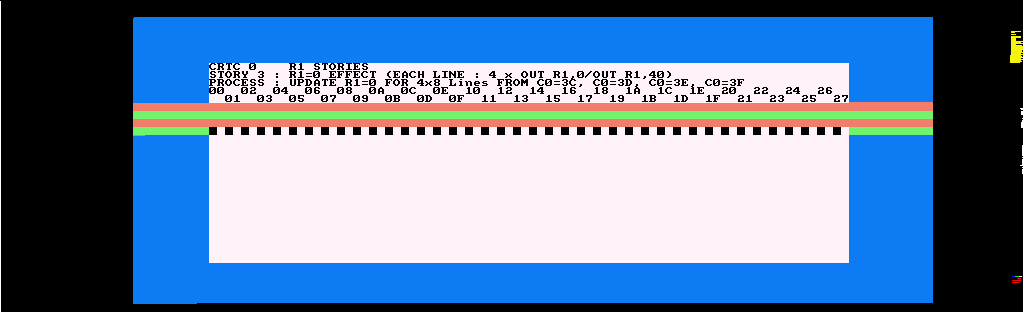 CRTC 0    R1 STORIES
STORY 3 : R1=0 EFFECT (EACH LINE : 4 x OUT R1,0/OUT R1,40)
PROCESS : UPDATE R1=0 FOR 4x8 Lines FROM C0=3C, C0=3D, C0=3E, C0=3F
00 02 04 06 08 0A 0C 0E 10 12 14 16 18 1A 1C 1E 20 22 24 26
01 03 05 07 09 0B 0D 0F 11 13 15 17 19 1B 1D 1F 21 23 25 27